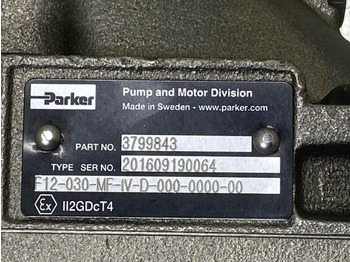 Parker
Pump and Motor Division
Made in Sweden - www.parker.com
PART NO. 3799843
TYPE SER NO. 201609190064
F12-030-MF-IV-D-000-0000-00
Ex II2GDcT4